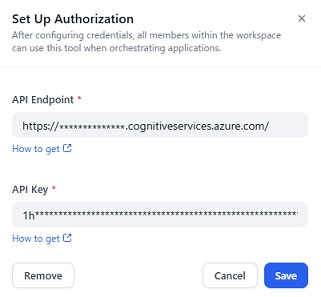 Set Up Authorization
After configuring credentials, all members within the workspace
can use this tool when orchestrating applications.
API Endpoint *
https://**************.cognitiveservices.azure.com/
How to get
API Key *
1h**********************************************************
How to get
Remove
Cancel
Save